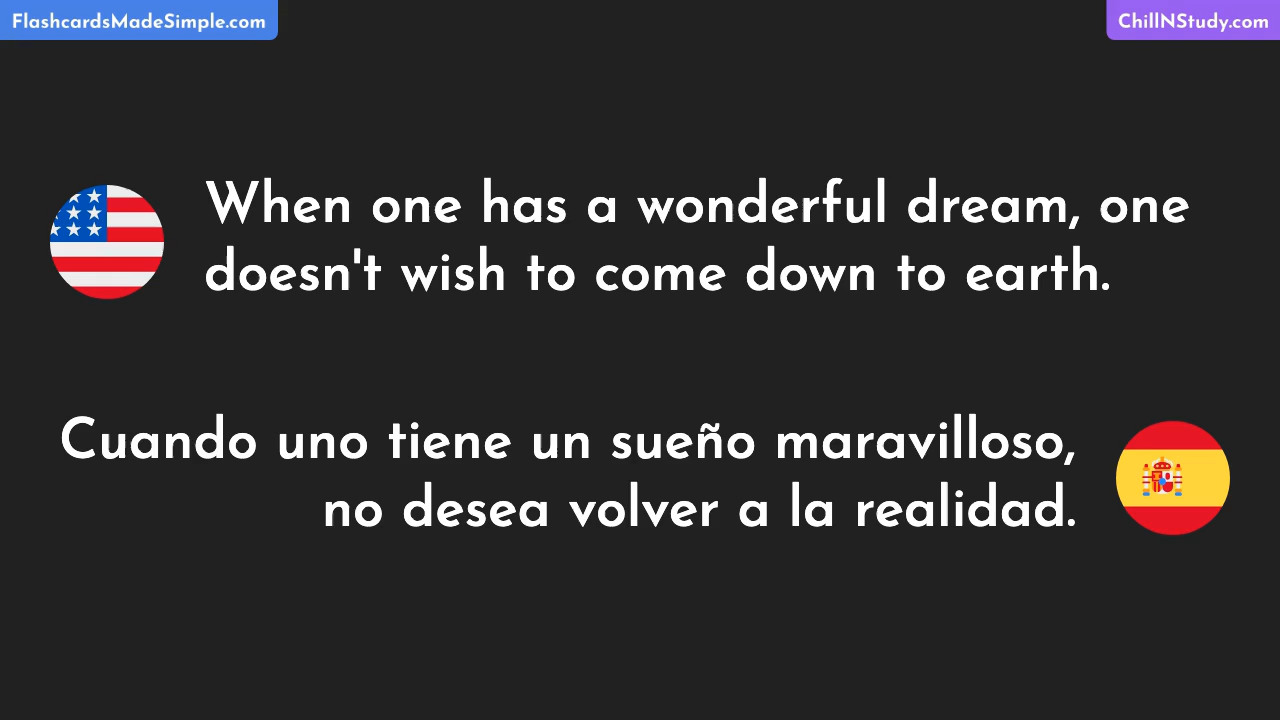 FlashcardsMadeSimple.com
ChillNStudy.com
When one has a wonderful dream, one
doesn't wish to come down to earth.
Cuando uno tiene un sueño maravilloso,
no desea volver a la realidad.